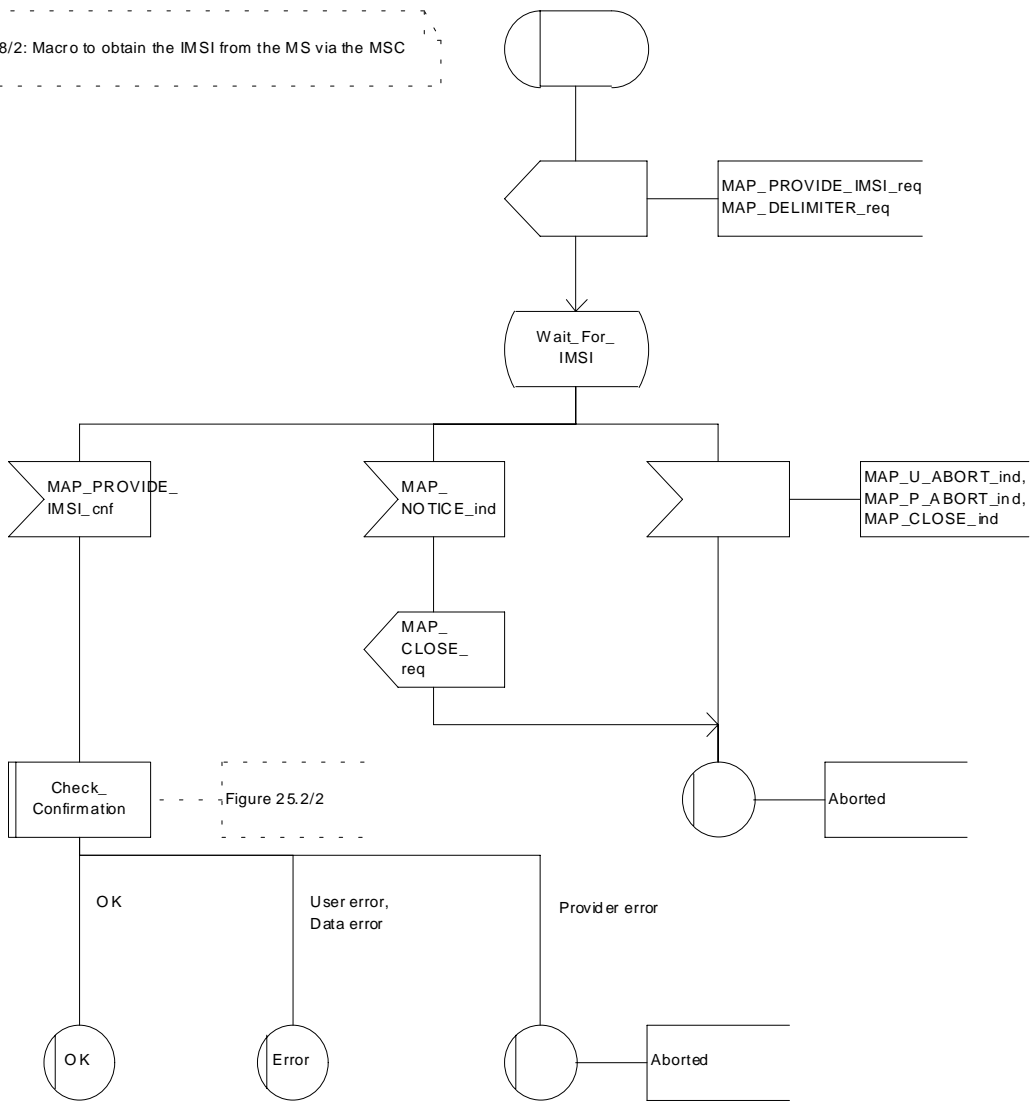 8/2: Macro to obtain the IMSI from the MS via the MSC
MAP_PROVIDE_IMSI_req
MAP_DELIMITER_req
Wait_For_
IMSI
MAP_PROVIDE_
IMSI_cnf
MAP_
NOTICE_ind
MAP_U_ABORT_ind,
MAP_P_ABORT_ind,
MAP_CLOSE_ind
MAP_
CLOSE_
req
Check_
Confirmation
Figure 25.2/2
Aborted
OK
User error,
Data error
Provider error
OK
Error
Aborted